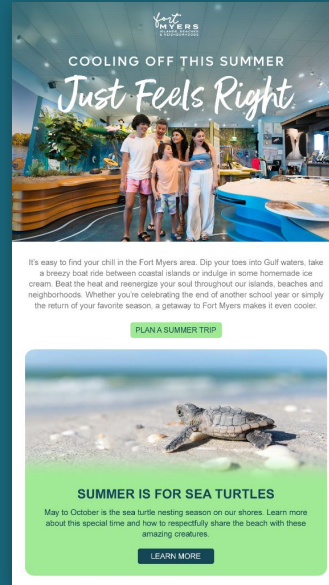 fort
MYERS
ISLANDS, BEACHES
& NEIGHBORHOODS
COOLING OFF THIS SUMMER
Just Feels Right.
It's easy to find your chill in the Fort Myers area. Dip your toes into Gulf waters, take
a breezy boat ride between coastal islands or indulge in some homemade ice
cream. Beat the heat and reenergize your soul throughout our islands, beaches and
neighborhoods. Whether you're celebrating the end of another school year or simply
the return of your favorite season, a getaway to Fort Myers makes it even cooler.
PLAN A SUMMER TRIP
SUMMER IS FOR SEA TURTLES
May to October is the sea turtle nesting season on our shores. Learn more
about this special time and how to respectfully share the beach with these
amazing creatures.
LEARN MORE